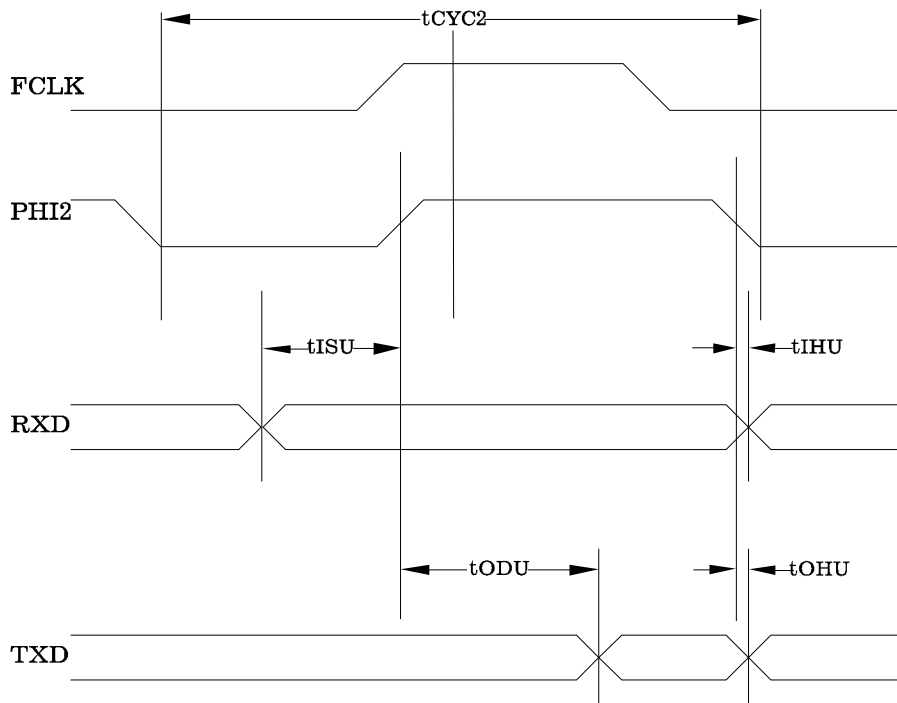 tCYC2
FCLK
PHI2
tISU
tIHU
RXD
tODU
tOHU
TXD